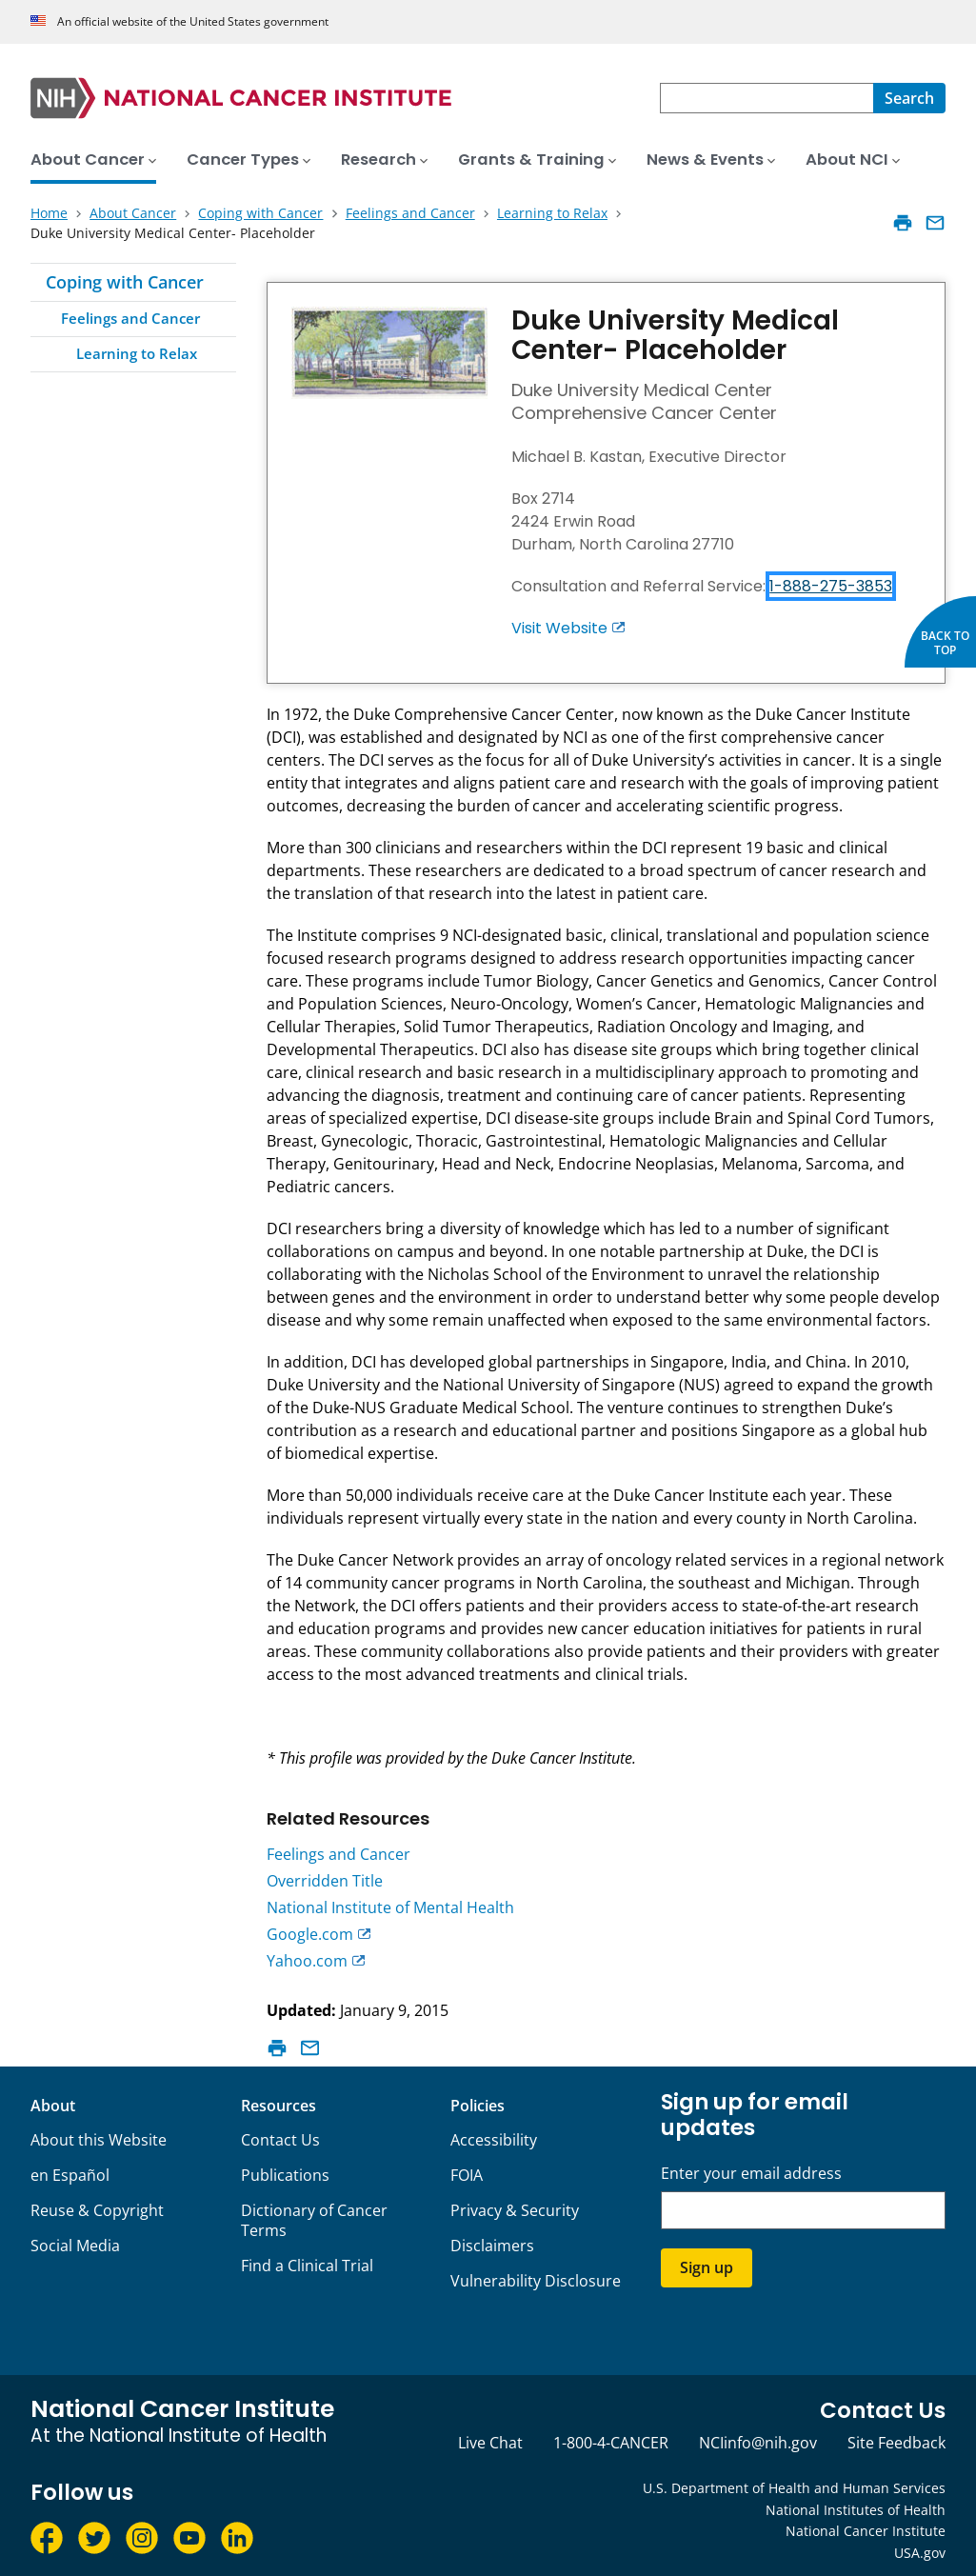 An official website of the United States government
NIH NATIONAL CANCER INSTITUTE
Search
About Cancer
Cancer Types
Research
Grants & Training
News & Events
About NCI
Home > About Cancer > Coping with Cancer > Feelings and Cancer > Learning to Relax >
Duke University Medical Center- Placeholder
Coping with Cancer
Feelings and Cancer
Learning to Relax
Duke University Medical
Center- Placeholder
Duke University Medical Center
Comprehensive Cancer Center
Michael B. Kastan, Executive Director
Box 2714
2424 Erwin Road
Durham, North Carolina 27710
Consultation and Referral Service: 1-888-275-3853
Visit Website
BACK TO
TOP
In 1972, the Duke Comprehensive Cancer Center, now known as the Duke Cancer Institute
(DCI), was established and designated by NCI as one of the first comprehensive cancer
centers. The DCI serves as the focus for all of Duke University’s activities in cancer. It is a single
entity that integrates and aligns patient care and research with the goals of improving patient
outcomes, decreasing the burden of cancer and accelerating scientific progress.
More than 300 clinicians and researchers within the DCI represent 19 basic and clinical
departments. These researchers are dedicated to a broad spectrum of cancer research and
the translation of that research into the latest in patient care.
The Institute comprises 9 NCI-designated basic, clinical, translational and population science
focused research programs designed to address research opportunities impacting cancer
care. These programs include Tumor Biology, Cancer Genetics and Genomics, Cancer Control
and Population Sciences, Neuro-Oncology, Women’s Cancer, Hematologic Malignancies and
Cellular Therapies, Solid Tumor Therapeutics, Radiation Oncology and Imaging, and
Developmental Therapeutics. DCI also has disease site groups which bring together clinical
care, clinical research and basic research in a multidisciplinary approach to promoting and
advancing the diagnosis, treatment and continuing care of cancer patients. Representing
areas of specialized expertise, DCI disease-site groups include Brain and Spinal Cord Tumors,
Breast, Gynecologic, Thoracic, Gastrointestinal, Hematologic Malignancies and Cellular
Therapy, Genitourinary, Head and Neck, Endocrine Neoplasias, Melanoma, Sarcoma, and
Pediatric cancers.
DCI researchers bring a diversity of knowledge which has led to a number of significant
collaborations on campus and beyond. In one notable partnership at Duke, the DCI is
collaborating with the Nicholas School of the Environment to unravel the relationship
between genes and the environment in order to understand better why some people develop
disease and why some remain unaffected when exposed to the same environmental factors.
In addition, DCI has developed global partnerships in Singapore, India, and China. In 2010,
Duke University and the National University of Singapore (NUS) agreed to expand the growth
of the Duke-NUS Graduate Medical School. The venture continues to strengthen Duke’s
contribution as a research and educational partner and positions Singapore as a global hub
of biomedical expertise.
More than 50,000 individuals receive care at the Duke Cancer Institute each year. These
individuals represent virtually every state in the nation and every county in North Carolina.
The Duke Cancer Network provides an array of oncology related services in a regional network
of 14 community cancer programs in North Carolina, the southeast and Michigan. Through
the Network, the DCI offers patients and their providers access to state-of-the-art research
and education programs and provides new cancer education initiatives for patients in rural
areas. These community collaborations also provide patients and their providers with greater
access to the most advanced treatments and clinical trials.
* This profile was provided by the Duke Cancer Institute.
Related Resources
Feelings and Cancer
Overridden Title
National Institute of Mental Health
Google.com
Yahoo.com
Updated: January 9, 2015
About
About this Website
en Español
Reuse & Copyright
Social Media
Resources
Contact Us
Publications
Dictionary of Cancer
Terms
Find a Clinical Trial
Policies
Accessibility
FOIA
Privacy & Security
Disclaimers
Vulnerability Disclosure
Sign up for email
updates
Enter your email address
Sign up
National Cancer Institute
At the National Institute of Health
Contact Us
Live Chat
1-800-4-CANCER
NCIinfo@nih.gov
Site Feedback
Follow us
U.S. Department of Health and Human Services
National Institutes of Health
National Cancer Institute
USA.gov